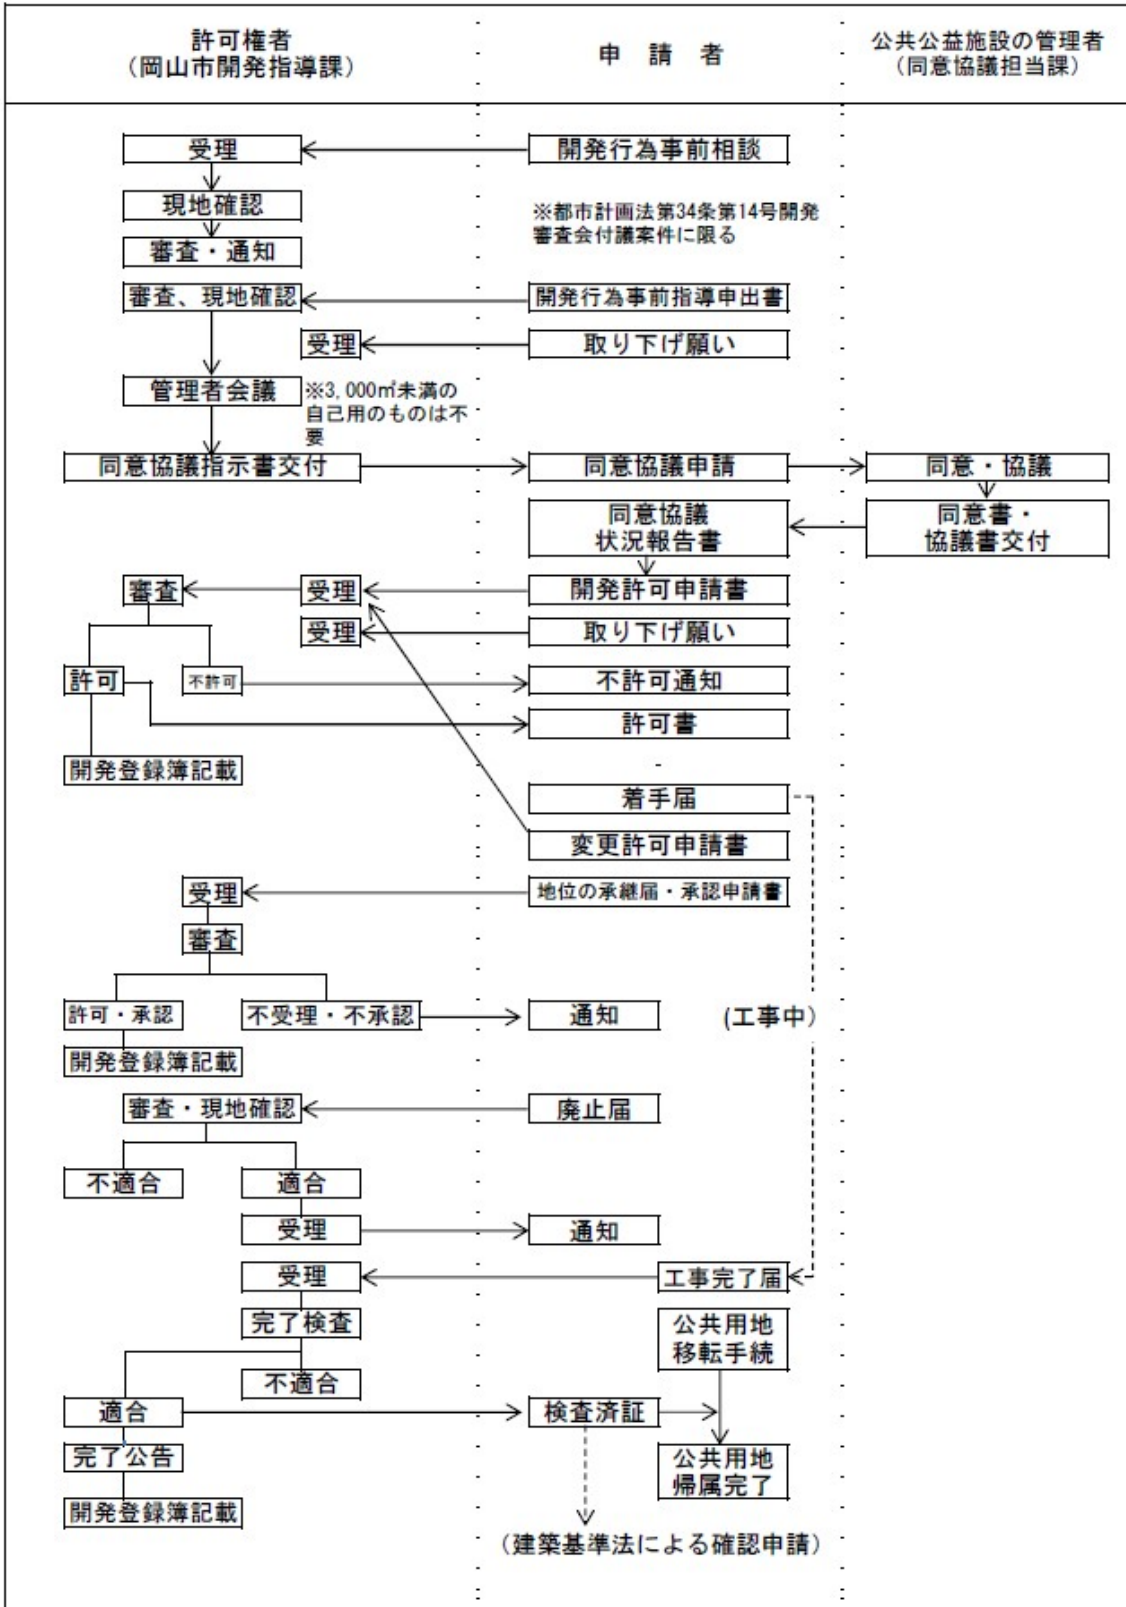 許可権者
(岡山市開発指導課)
申 請 者
公共公益施設の管理者
(同意協議担当課)
受理
開発行為事前相談
現地確認
※都市計画法第34条第14号開発
審査会付議案件に限る
審査・通知
審査、現地確認
開発行為事前指導申出書
受理
取り下げ願い
管理者会議
※3,000㎡未満の
自己用のものは不
要
同意協議指示書交付
同意協議申請
同意・協議
同意協議
状況報告書
同意書・
協議書交付
審査
受理
開発許可申請書
受理
取り下げ願い
許可
不許可
不許可通知
許可書
開発登録簿記載
着手届
変更許可申請書
受理
地位の承継届・承認申請書
審査
許可・承認
不受理・不承認
通知
(工事中)
開発登録簿記載
審査・現地確認
廃止届
不適合
適合
受理
通知
受理
工事完了届
完了検査
公共用地
移転手続
不適合
適合
検査済証
完了公告
公共用地
帰属完了
開発登録簿記載
(建築基準法による確認申請)